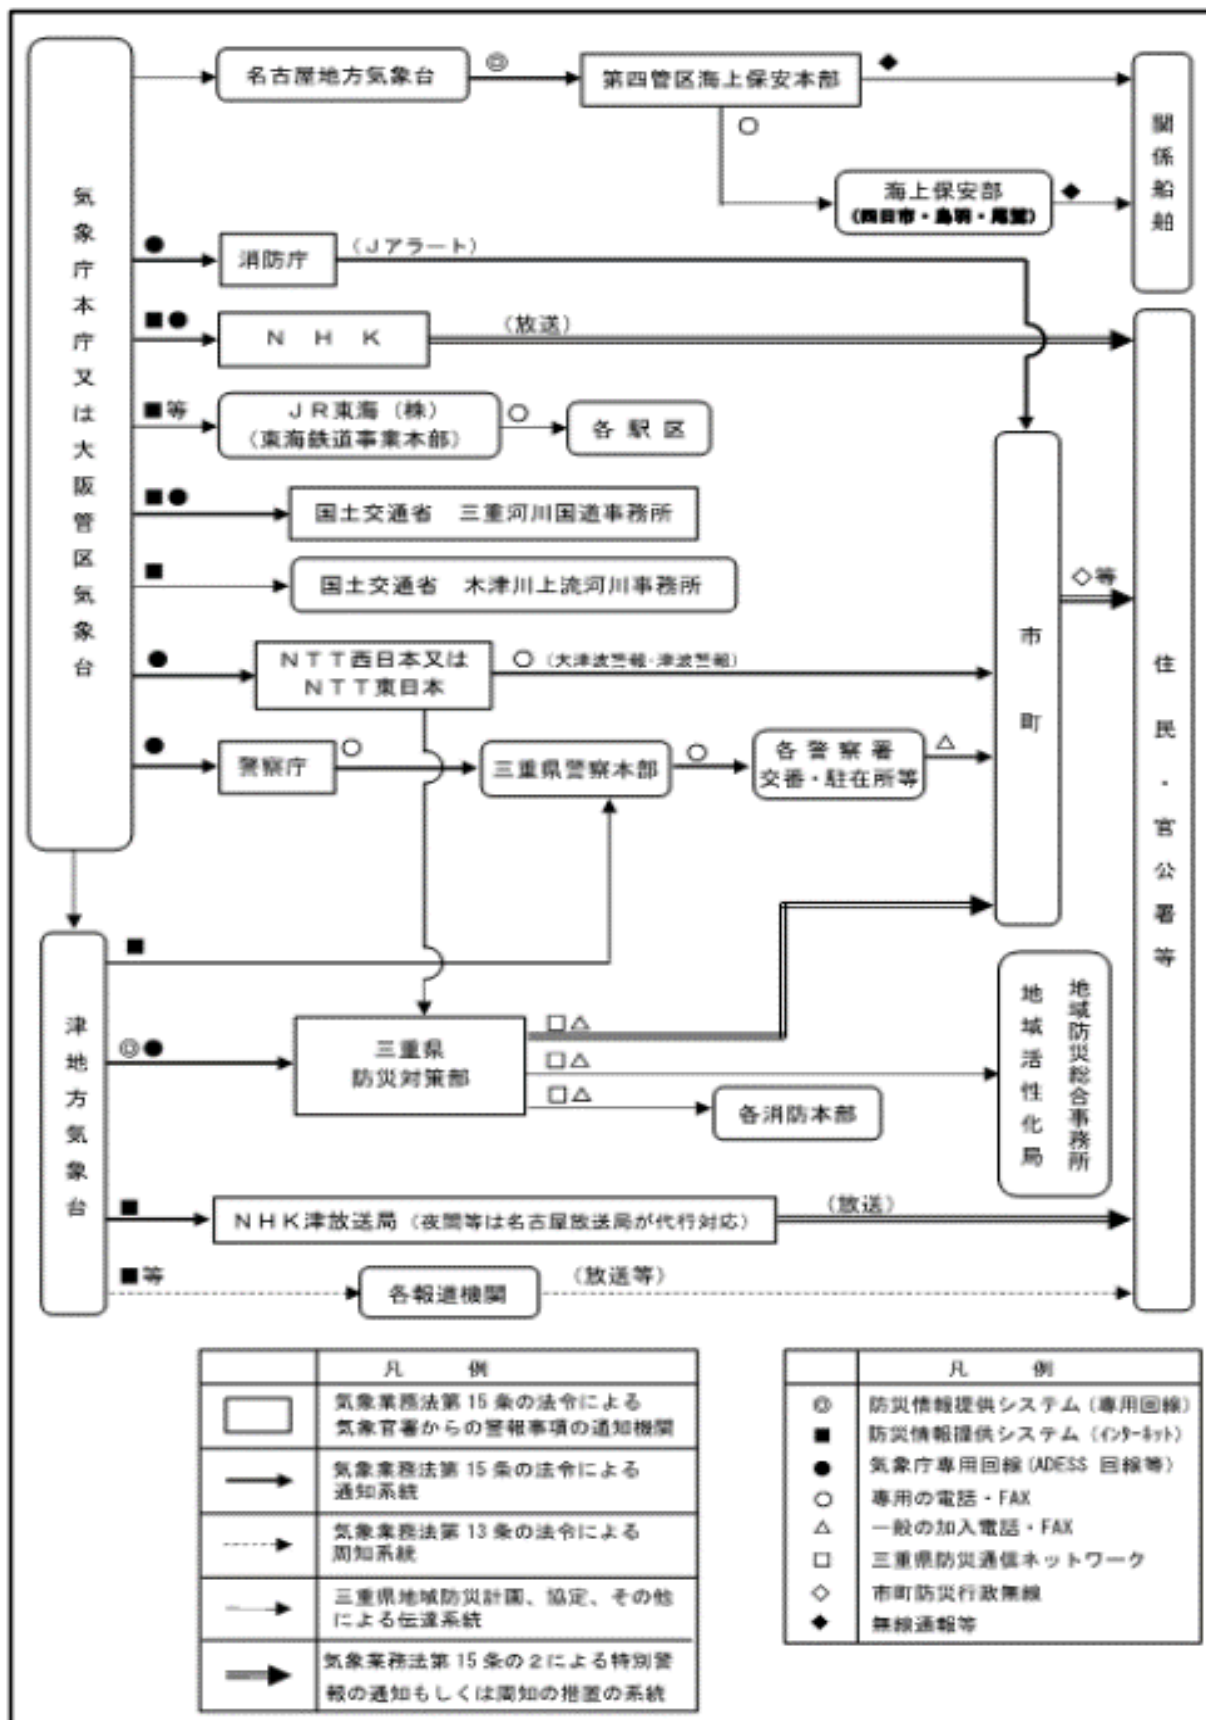 気象庁本庁又は大阪管区気象台
名古屋地方気象台
◎
第四管区海上保安本部
◆
○
海上保安部
(四日市・鳥羽・尾鷲)
◆
関係船舶
●
消防庁
(Jアラート)
■●
NHK
(放送)
■等
JR東海(株)
(東海鉄道事業本部)
○
各駅区
■●
国土交通省 三重河川国道事務所
■
国土交通省 木津川上流河川事務所
●
NTT西日本又は
NTT東日本
○(大津波警報・津波警報)
●
警察庁
○
三重県警察本部
○
各警察署
交番・駐在所等
△
市町
◇等
住民・官公署等
津地方気象台
■
◎●
三重県
防災対策部
□△
□△
□△
各消防本部
地域防災総合事務所
地域活性化局
■
NHK津放送局(夜間等は名古屋放送局が代行対応)
(放送)
■等
各報道機関
(放送等)
凡 例
気象業務法第15条の法令による
気象官署からの警報事項の通知機関
気象業務法第15条の法令による
通知系統
気象業務法第13条の法令による
周知系統
三重県地域防災計画、協定、その他
による伝達系統
気象業務法第15条の2による特別警
報の通知もしくは周知の措置の系統
凡 例
◎ 防災情報提供システム(専用回線)
■ 防災情報提供システム(インターネット)
● 気象庁専用回線(ADESS 回線等)
○ 専用の電話・FAX
△ 一般の加入電話・FAX
□ 三重県防災通信ネットワーク
◇ 市町防災行政無線
◆ 無線通報等